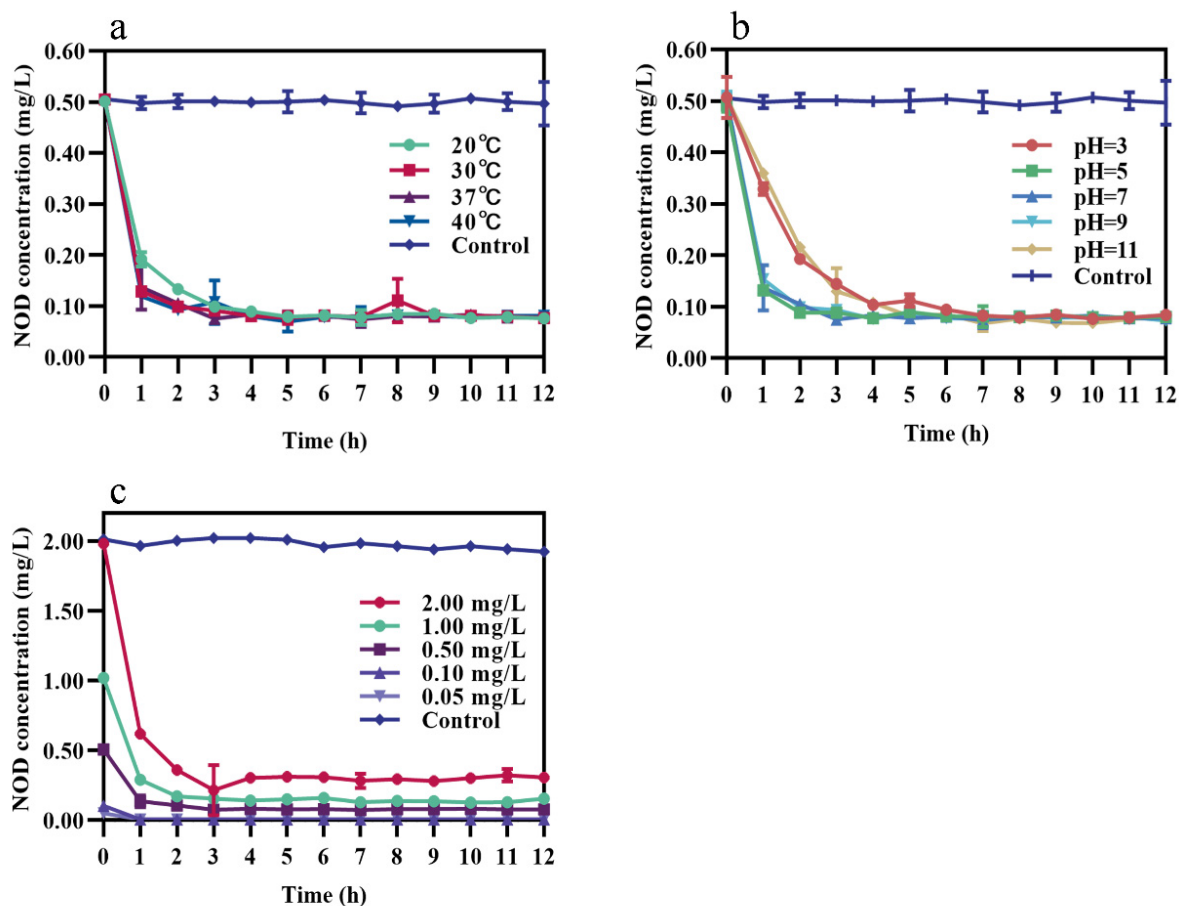 a
NOD concentration (mg/L)
0.60
0.50
0.40
0.30
0.20
0.10
0.00
20℃
30℃
37℃
40℃
Control
0 1 2 3 4 5 6 7 8 9 10 11 12
Time (h)
b
NOD concentration (mg/L)
0.60
0.50
0.40
0.30
0.20
0.10
0.00
pH=3
pH=5
pH=7
pH=9
pH=11
Control
0 1 2 3 4 5 6 7 8 9 10 11 12
Time (h)
c
NOD concentration (mg/L)
2.00
1.50
1.00
0.50
0.00
2.00 mg/L
1.00 mg/L
0.50 mg/L
0.10 mg/L
0.05 mg/L
Control
0 1 2 3 4 5 6 7 8 9 10 11 12
Time (h)